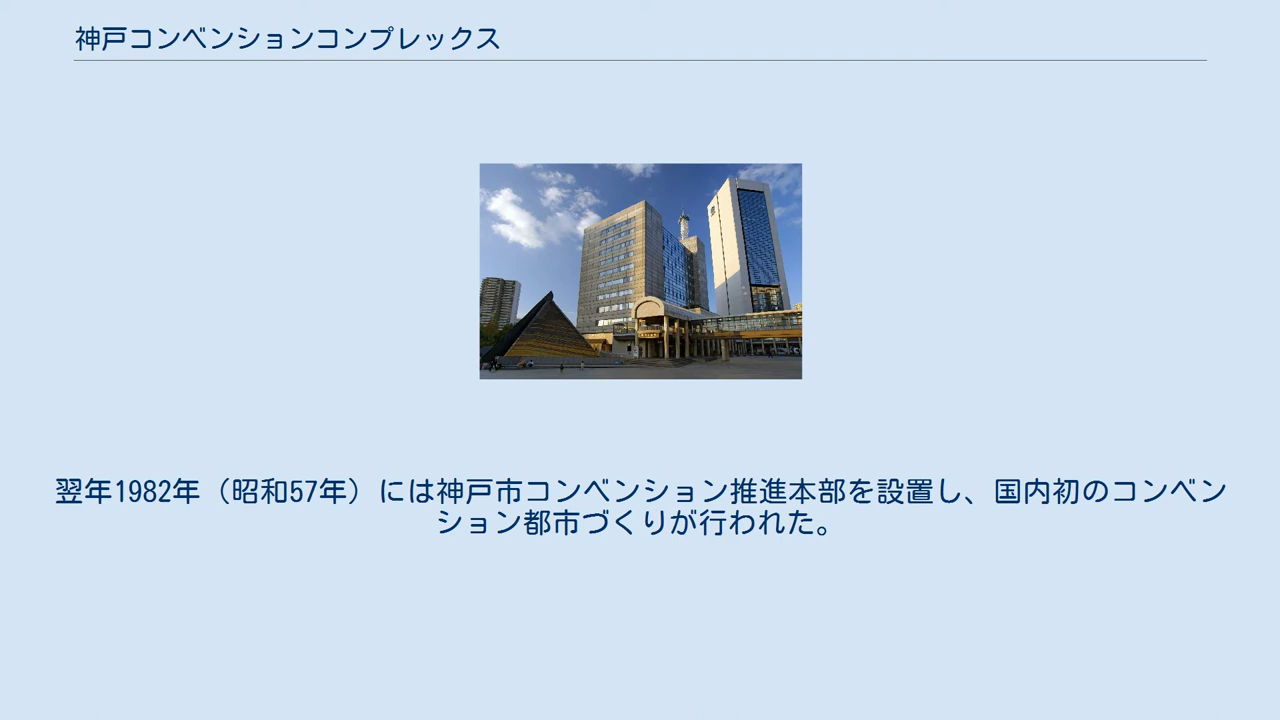 神戸コンベンションコンプレックス
翌年1982年（昭和57年）には神戸市コンベンション推進本部を設置し、国内初のコンベン
ション都市づくりが行われた。